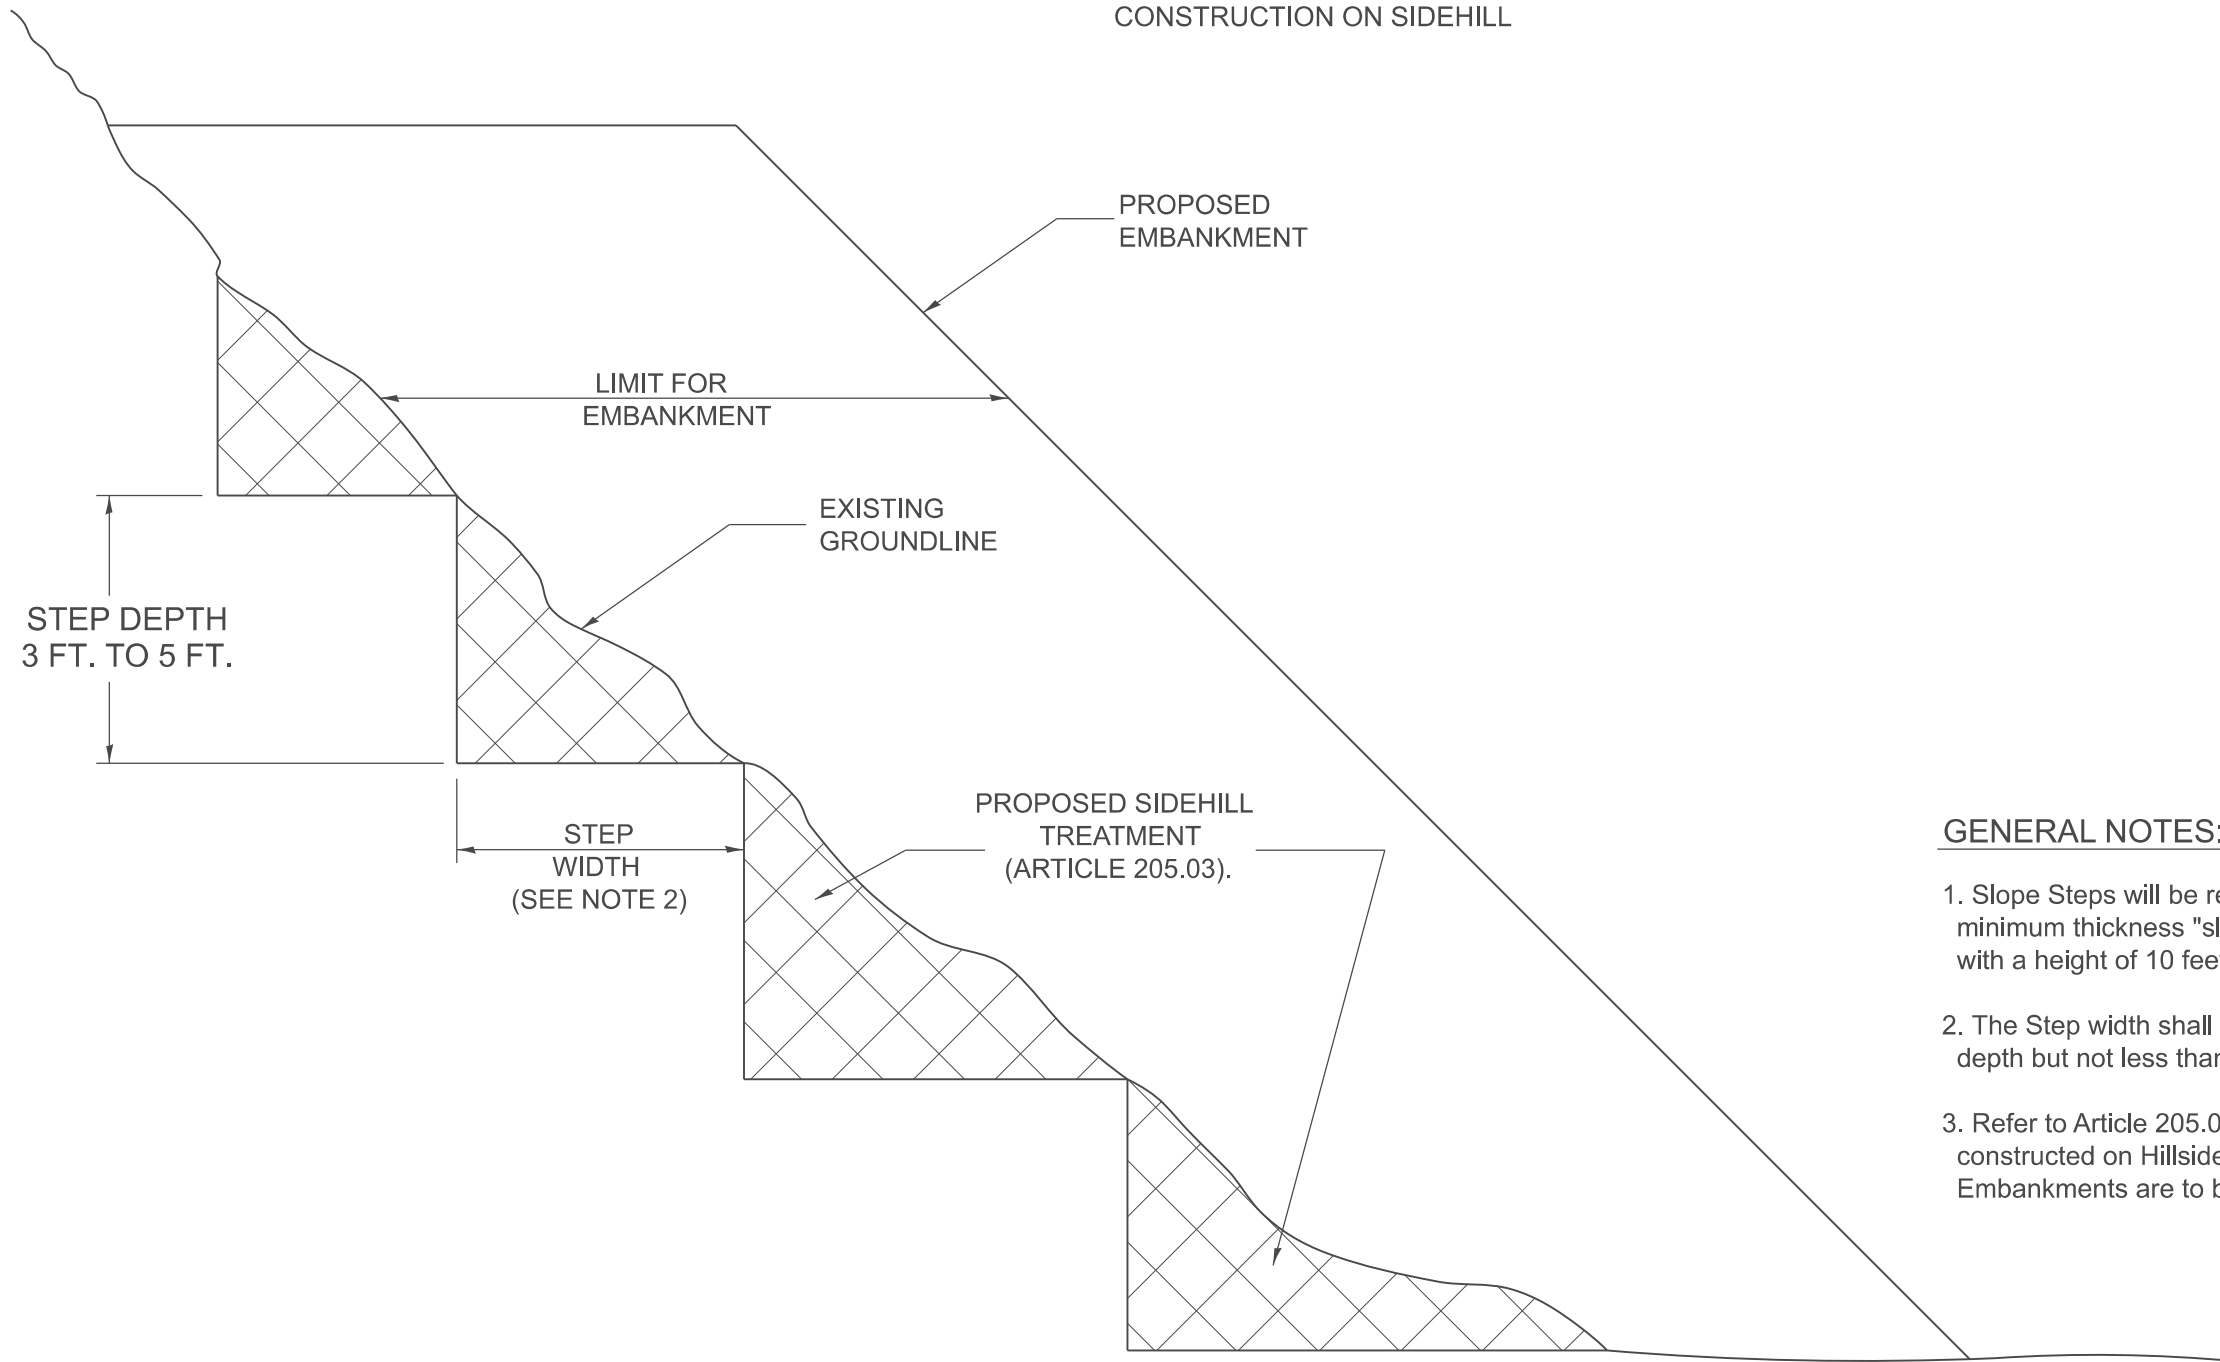 CONSTRUCTION ON SIDEHILL
PROPOSED
EMBANKMENT
LIMIT FOR
EMBANKMENT
EXISTING
GROUNDLINE
STEP DEPTH
3 FT. TO 5 FT.
STEP
WIDTH
(SEE NOTE 2)
PROPOSED SIDEHILL
TREATMENT
(ARTICLE 205.03).
GENERAL NOTES:
1. Slope Steps will be
minimum thickness
with a height of 10
2. The Step width shall
depth but not less
3. Refer to Article
constructed on
Embankments are to